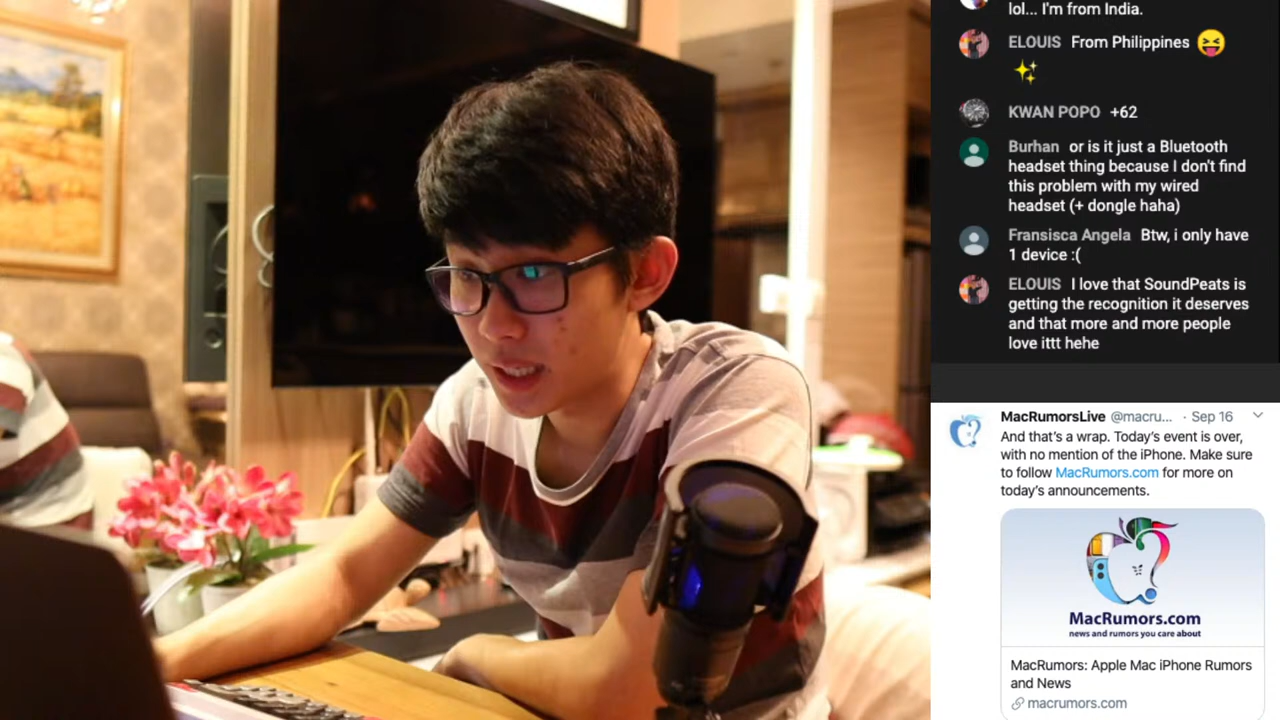 lol... I'm from India.
ELOUIS From Philippines 😝
✨
KWAN POPO +62
Burhan or is it just a Bluetooth
headset thing because I don't find
this problem with my wired
headset (+ dongle haha)
Fransisca Angela Btw, i only have
1 device :(
ELOUIS I love that SoundPeats is
getting the recognition it deserves
and that more and more people
love ittt hehe
MacRumorsLive @macru... · Sep 16
And that's a wrap. Today's event is over,
with no mention of the iPhone. Make sure
to follow MacRumors.com for more on
today's announcements.
MacRumors.com
news and rumors you care about
MacRumors: Apple Mac iPhone Rumors
and News
macrumors.com